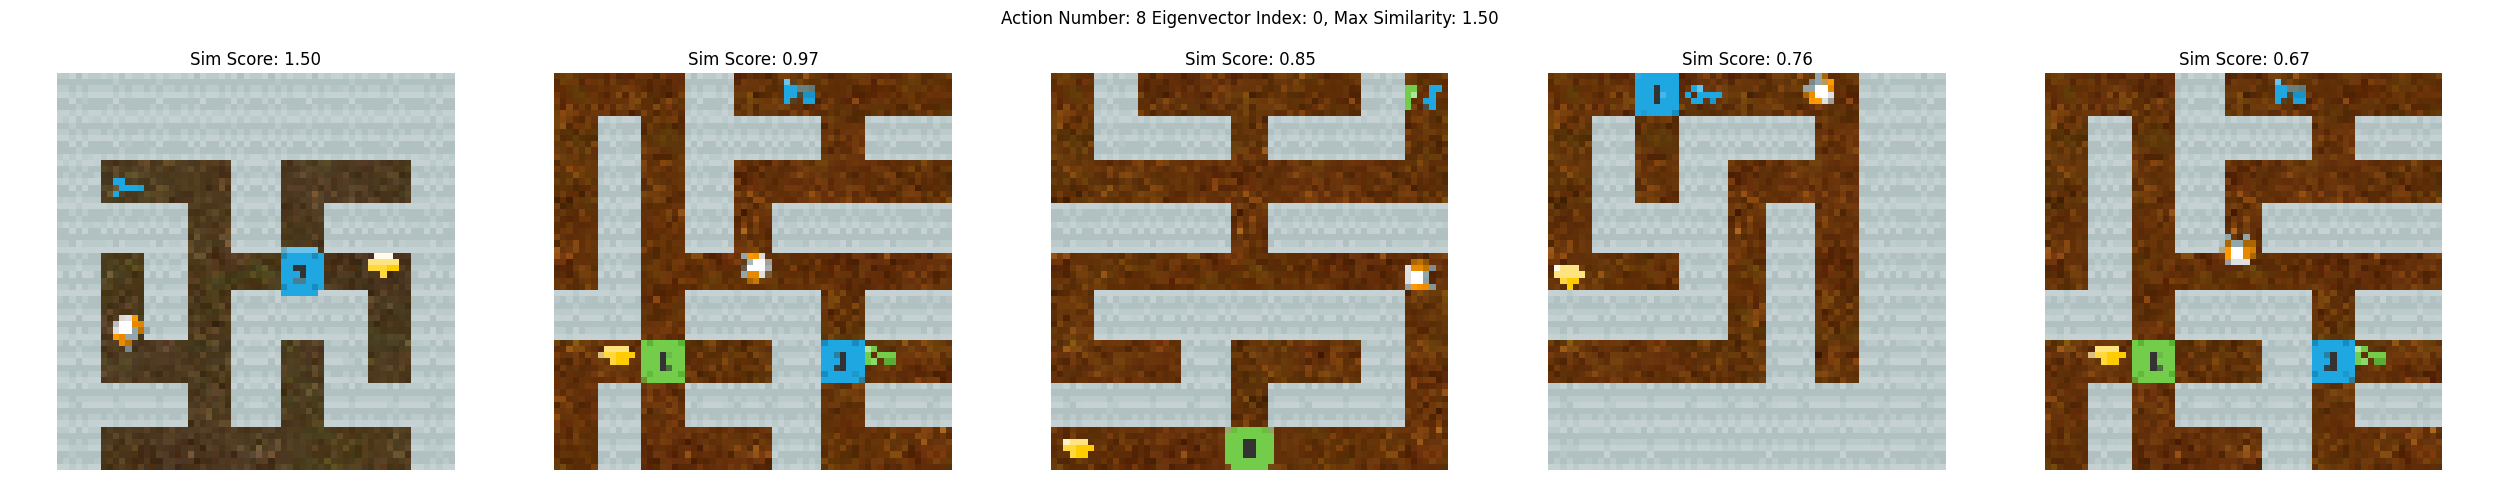 Action Number: 8 Eigenvector Index: 0, Max Similarity: 1.50
Sim Score: 1.50
Sim Score: 0.97
Sim Score: 0.85
Sim Score: 0.76
Sim Score: 0.67